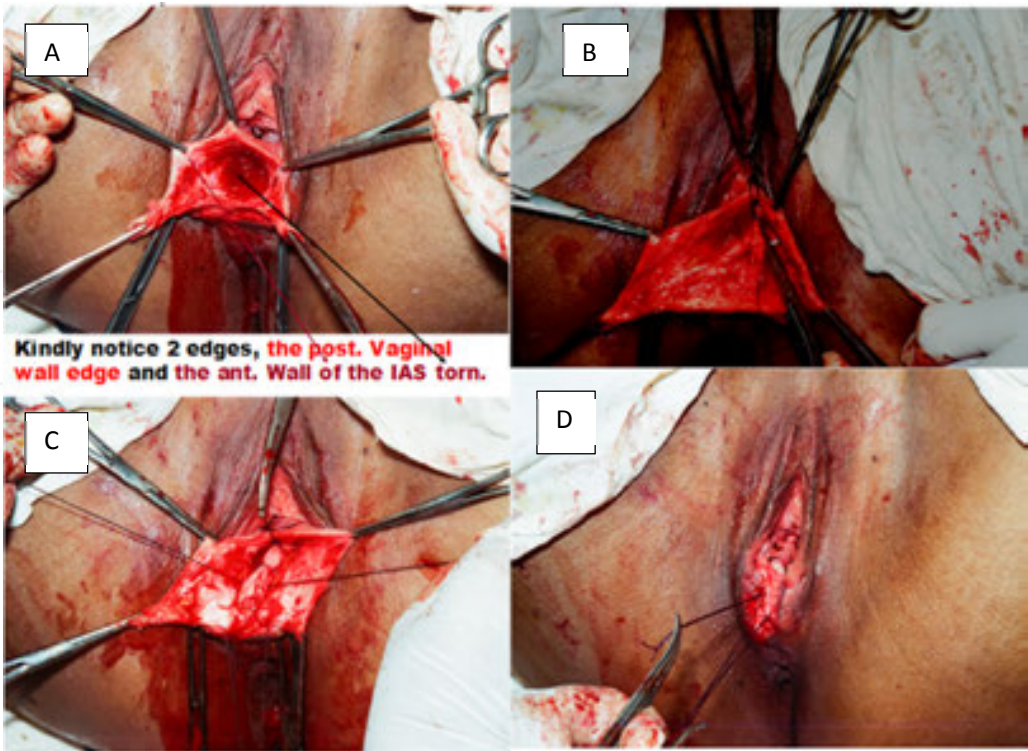 A
B
Kindly notice 2 edges, the post. Vaginal
wall edge and the ant. Wall of the IAS torn.
C
D